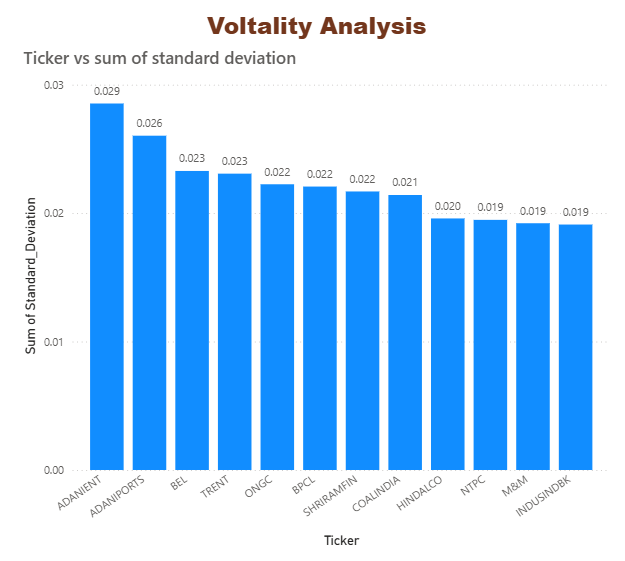 Voltality Analysis
Ticker vs sum of standard deviation
Sum of Standard_Deviation
0.03
0.02
0.01
0.00
0.029
0.026
0.023
0.023
0.022
0.022
0.022
0.021
0.020
0.019
0.019
0.019
ADANIENT
ADANIPORTS
BEL
TRENT
ONGC
BPCL
SHRIRAMFIN
COALINDIA
HINDALCO
NTPC
M&M
INDUSINDBK
Ticker